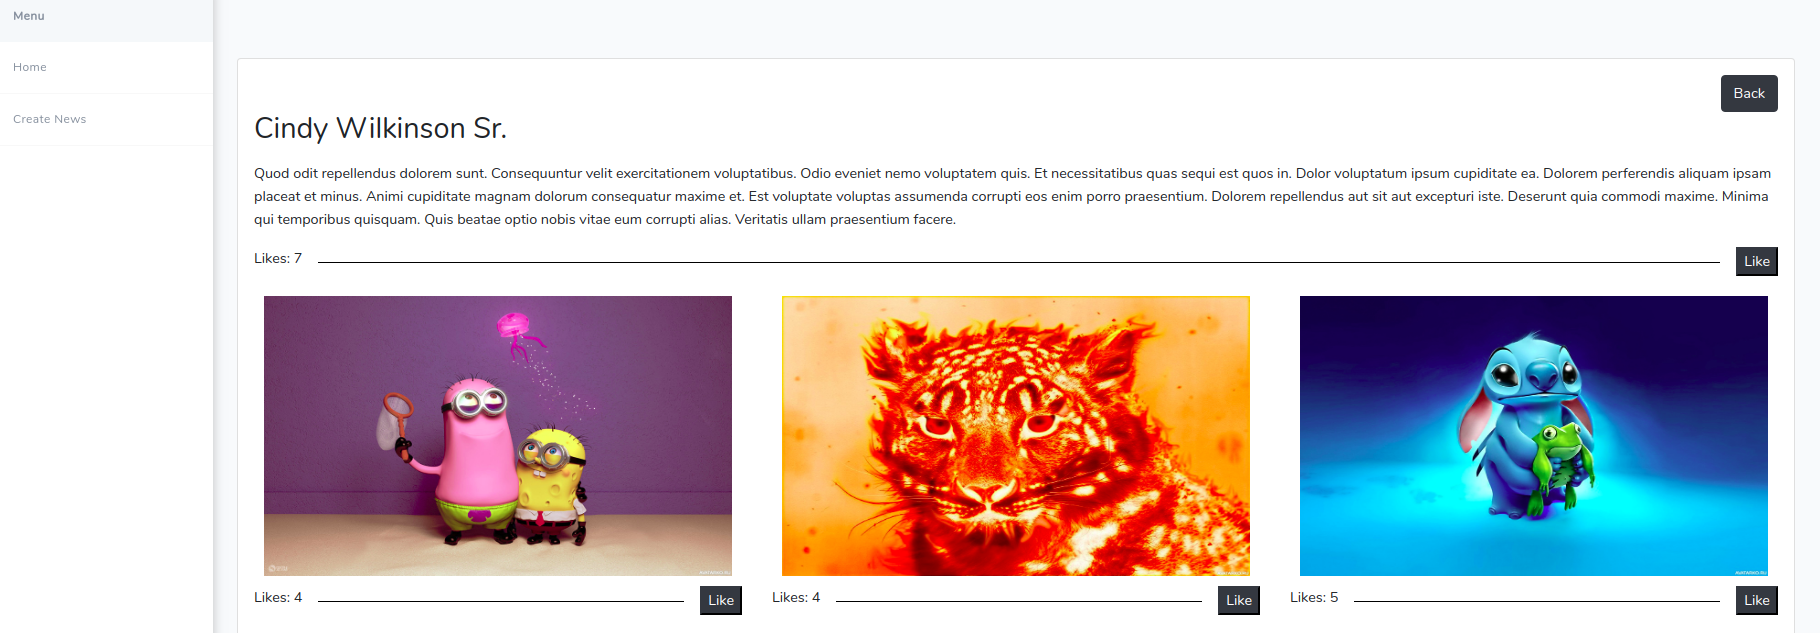 Menu
Home
Create News
Back
Cindy Wilkinson Sr.
Quod odit repellendus dolorem sunt. Consequuntur velit exercitationem voluptatibus. Odio eveniet nemo voluptatem quis. Et necessitatibus quas sequi est quos in. Dolor voluptatum ipsum cupiditate ea. Dolorem perferendis aliquam ipsam
placeat et minus. Animi cupiditate magnam dolorum consequatur maxime et. Est voluptate voluptas assumenda corrupti eos enim porro praesentium. Dolorem repellendus aut sit aut excepturi iste. Deserunt quia commodi maxime. Minima
qui temporibus quisquam. Quis beatae optio nobis vitae eum corrupti alias. Veritatis ullam praesentium facere.
Likes: 7
Like
Likes: 4
Like
Likes: 4
Like
Likes: 5
Like